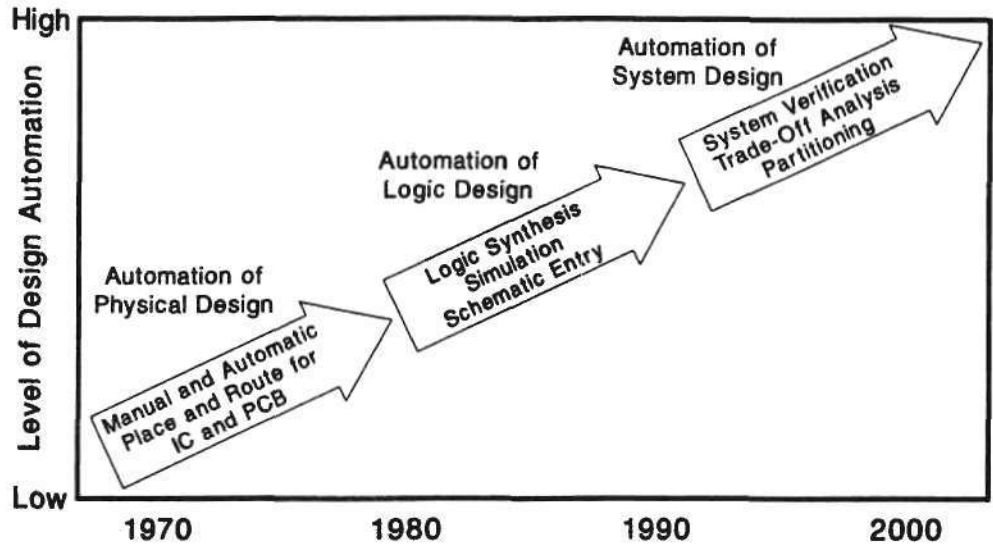 High
Level of Design Automation
Low
Automation of
Physical Design
Manual and Automatic
Place and Route for
IC and PCB
Automation of
Logic Design
Logic Synthesis
Simulation
Schematic Entry
Automation of
System Design
System Verification
Trade-Off Analysis
Partitioning
1970
1980
1990
2000